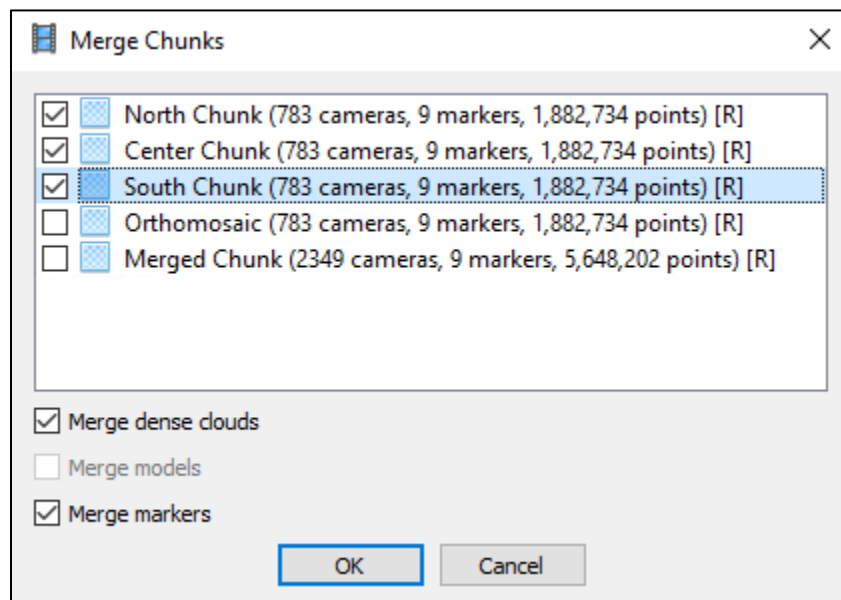 Merge Chunks
North Chunk (783 cameras, 9 markers, 1,882,734 points) [R]
Center Chunk (783 cameras, 9 markers, 1,882,734 points) [R]
South Chunk (783 cameras, 9 markers, 1,882,734 points) [R]
Orthomosaic (783 cameras, 9 markers, 1,882,734 points) [R]
Merged Chunk (2349 cameras, 9 markers, 5,648,202 points) [R]
Merge dense clouds
Merge models
Merge markers
OK
Cancel